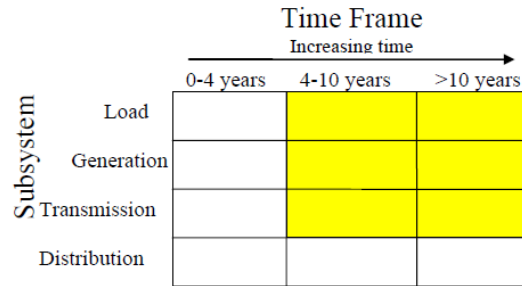 Time Frame
Increasing time
0-4 years 4-10 years >10 years
Subsystem
Load
Generation
Transmission
Distribution